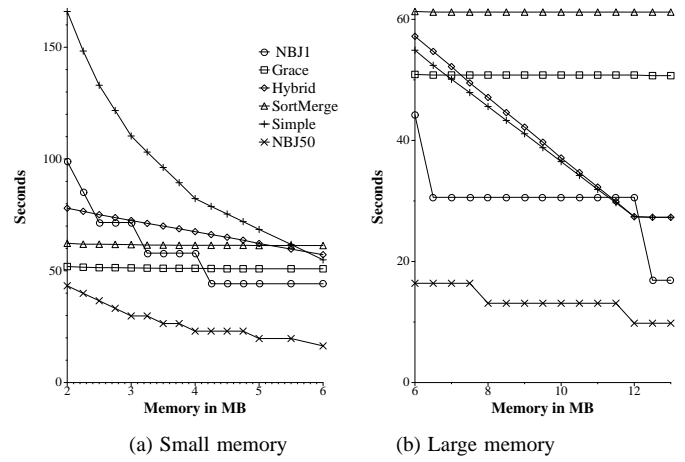 150
100
50
0
Seconds
2
3
4
5
6
Memory in MB
NBJ1
Grace
Hybrid
SortMerge
Simple
NBJ50
(a) Small memory
60
40
20
0
Seconds
6
8
10
12
Memory in MB
(b) Large memory